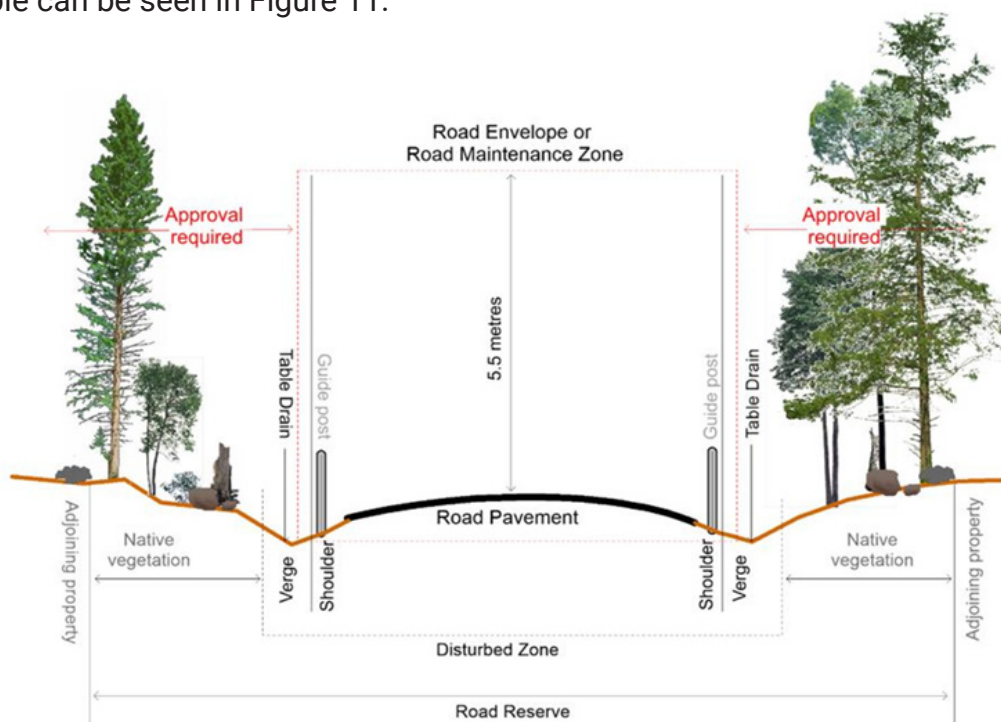 ple can be seen in Figure 11.
Road Envelope or
Road Maintenance Zone
Approval
required
Approval
required
5.5 metres
Table Drain
Guide post
Guide post
Table Drain
Road Pavement
Adjoining property
Native
vegetation
Verge
Shoulder
Shoulder
Verge
Native
vegetation
Adjoining property
Disturbed Zone
Road Reserve